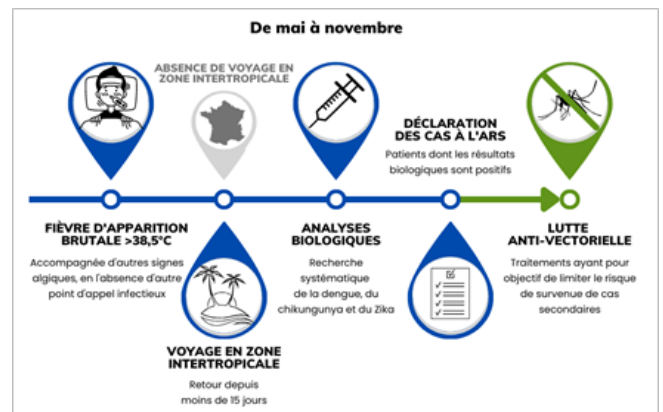 De mai à novembre
ABSENCE DE VOYAGE EN
ZONE INTERTROPICALE
DÉCLARATION
DES CAS À L'ARS
Patients dont les résultats
biologiques sont positifs
FIÈVRE D'APPARITION
BRUTALE >38,5°C
Accompagnée d'autres signes
algiques, en l'absence d'autre
point d'appel infectieux
VOYAGE EN ZONE
INTERTROPICALE
Retour depuis
moins de 15 jours
ANALYSES
BIOLOGIQUES
Recherche
systématique
de la dengue, du
chikungunya et du Zika
LUTTE
ANTI-VECTORIELLE
Traitements ayant pour
objectif de limiter le risque
de survenue de cas
secondaires